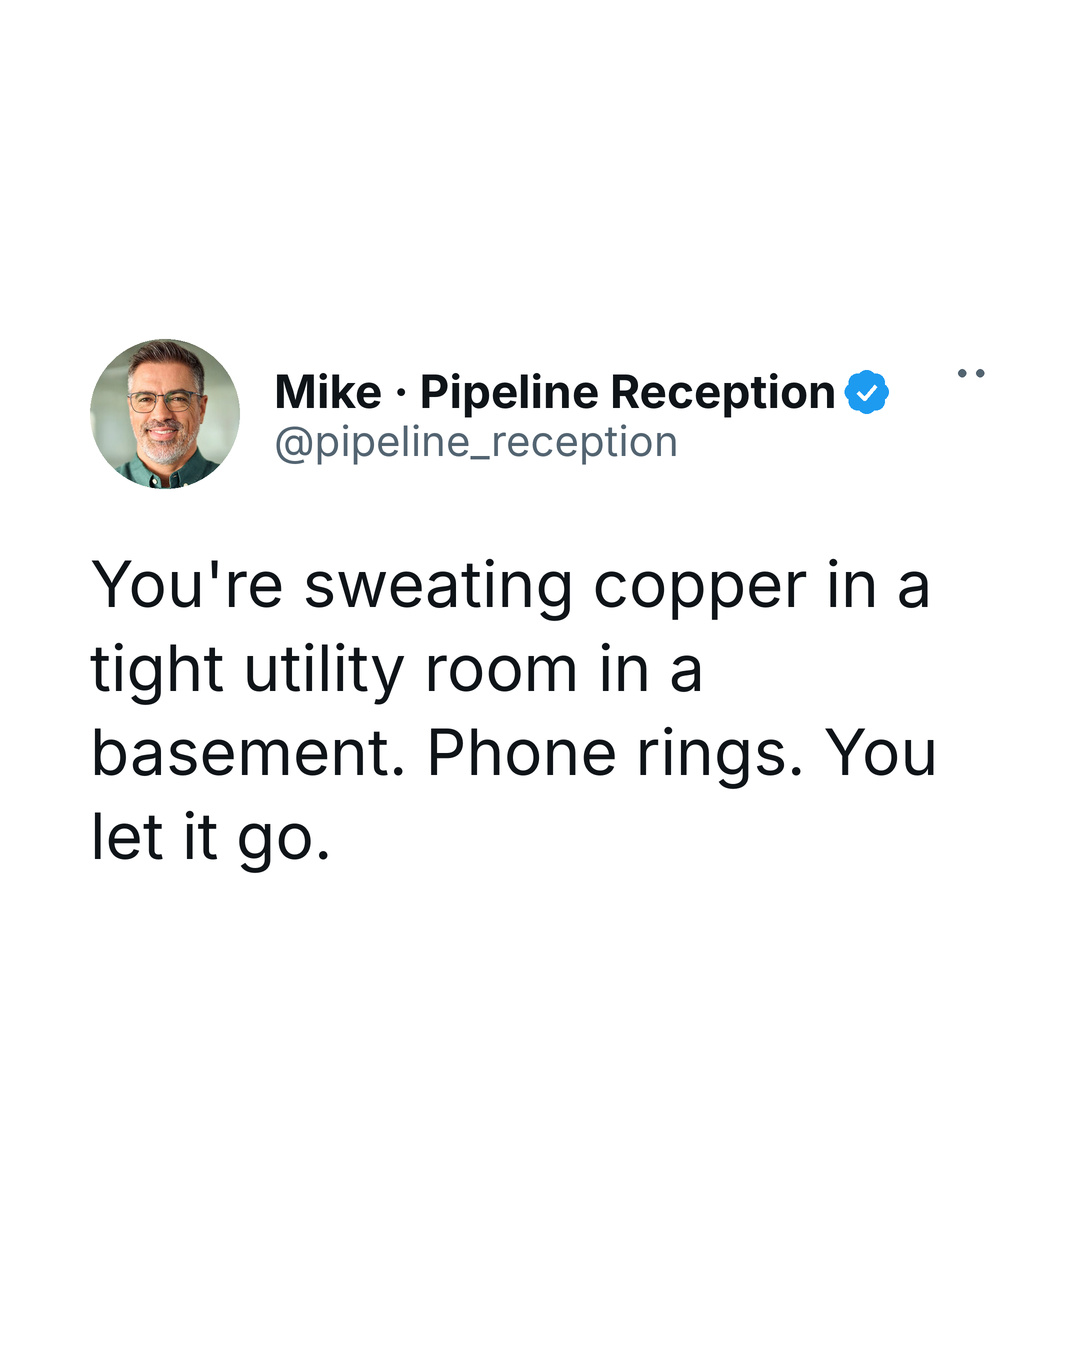 Mike · Pipeline Reception
@pipeline_reception
You're sweating copper in a
tight utility room in a
basement. Phone rings. You
let it go.